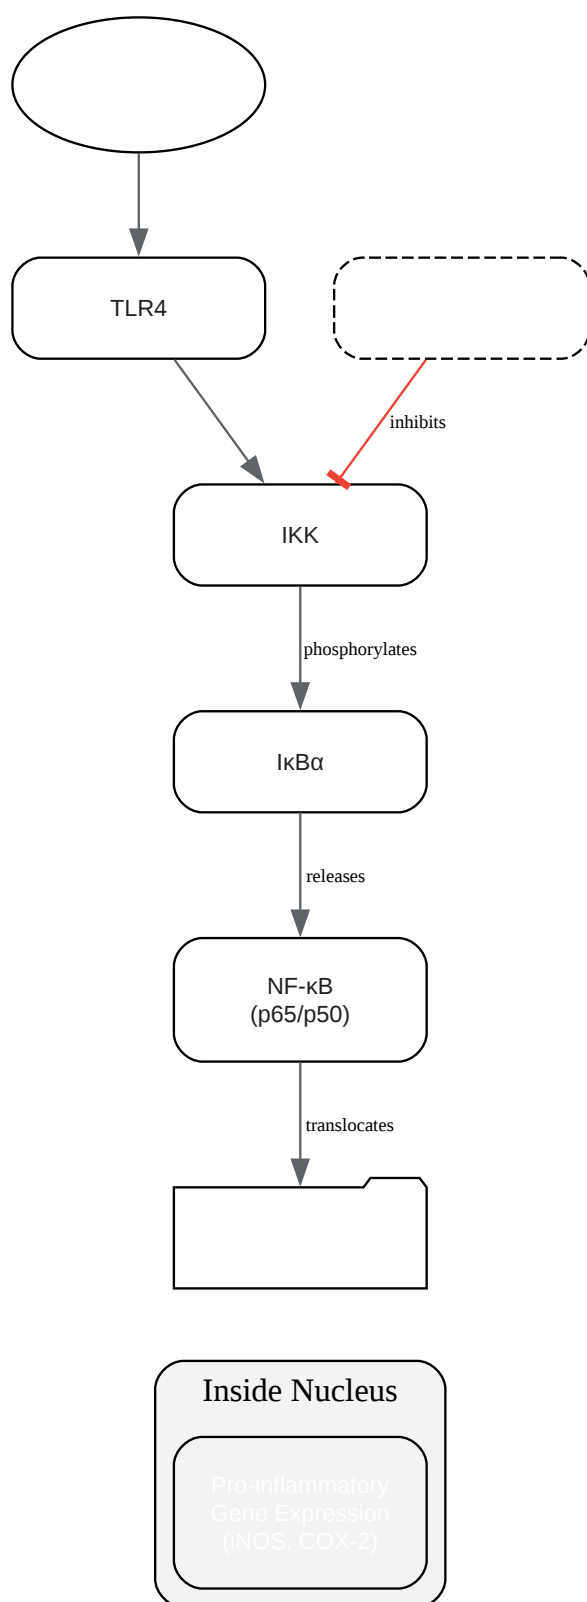 TLR4
inhibits
IKK
phosphorylates
IκBα
releases
NF-κB
(p65/p50)
translocates
Inside Nucleus
Pro-inflammatory
Gene Expression
(iNOS, COX-2)